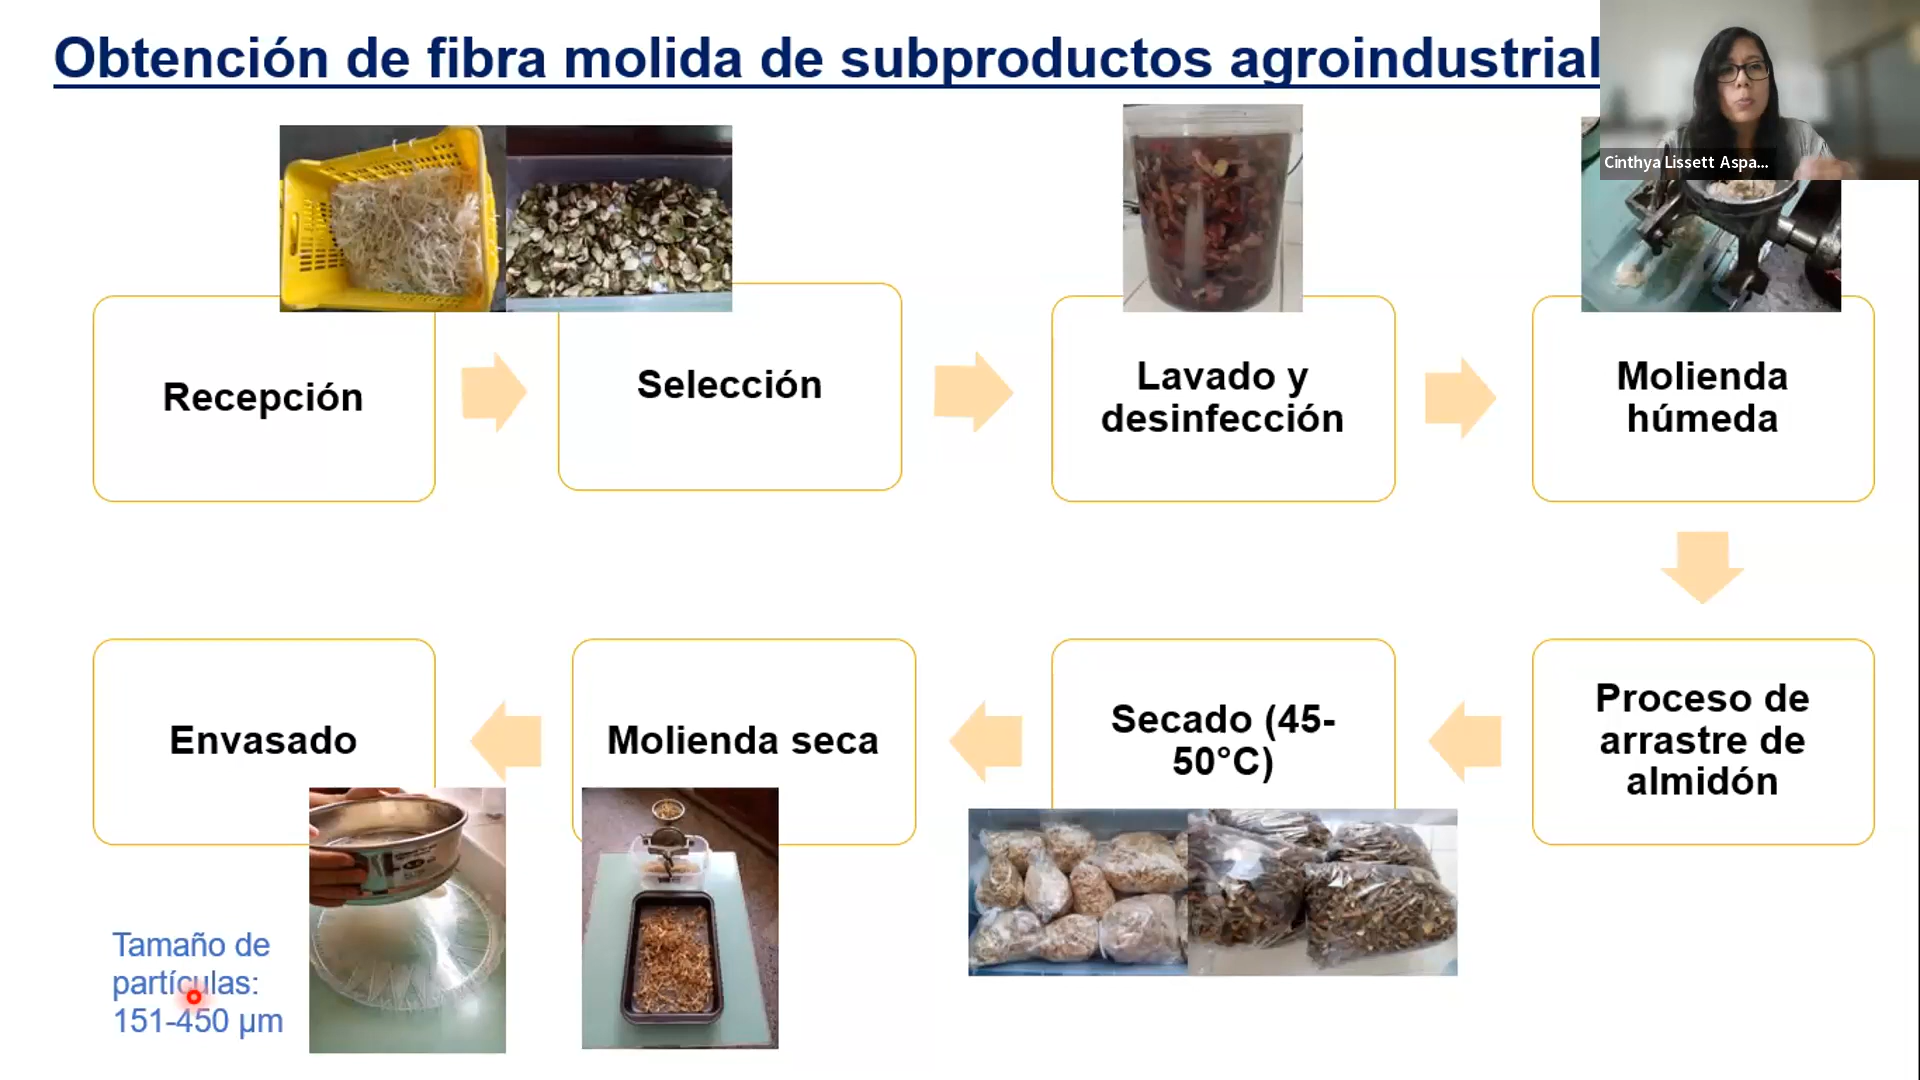 Obtención de fibra molida de subproductos agroindustrial
Cinthya Lissett Aspa...
Recepción
Selección
Lavado y
desinfección
Molienda
húmeda
Proceso de
arrastre de
almidón
Secado (45-
50°C)
Molienda seca
Envasado
Tamaño de
partículas:
151-450 µm